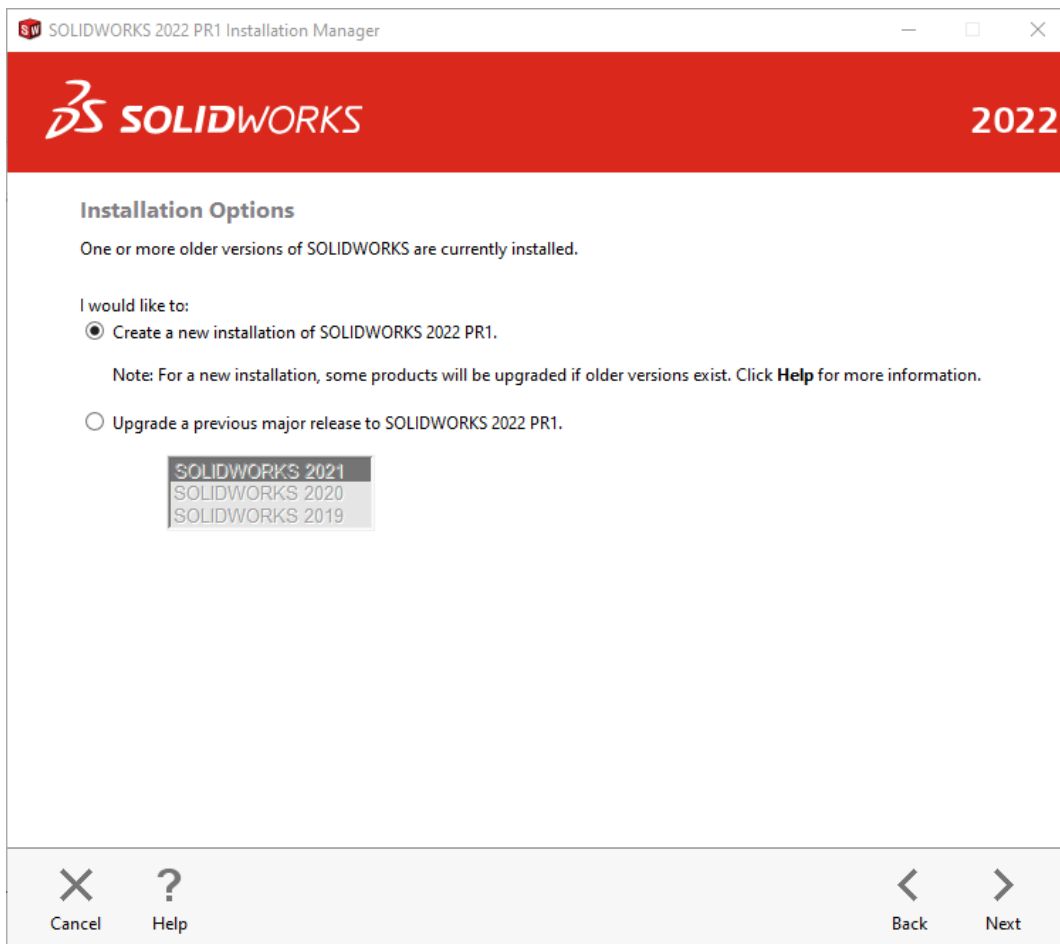 SOLIDWORKS 2022 PR1 Installation Manager
SOLIDWORKS 2022
Installation Options
One or more older versions of SOLIDWORKS are currently installed.
I would like to:
Create a new installation of SOLIDWORKS 2022 PR1.
Note: For a new installation, some products will be upgraded if older versions exist. Click Help for more information.
Upgrade a previous major release to SOLIDWORKS 2022 PR1.
SOLIDWORKS 2021
SOLIDWORKS 2020
SOLIDWORKS 2019
Cancel Help Back Next